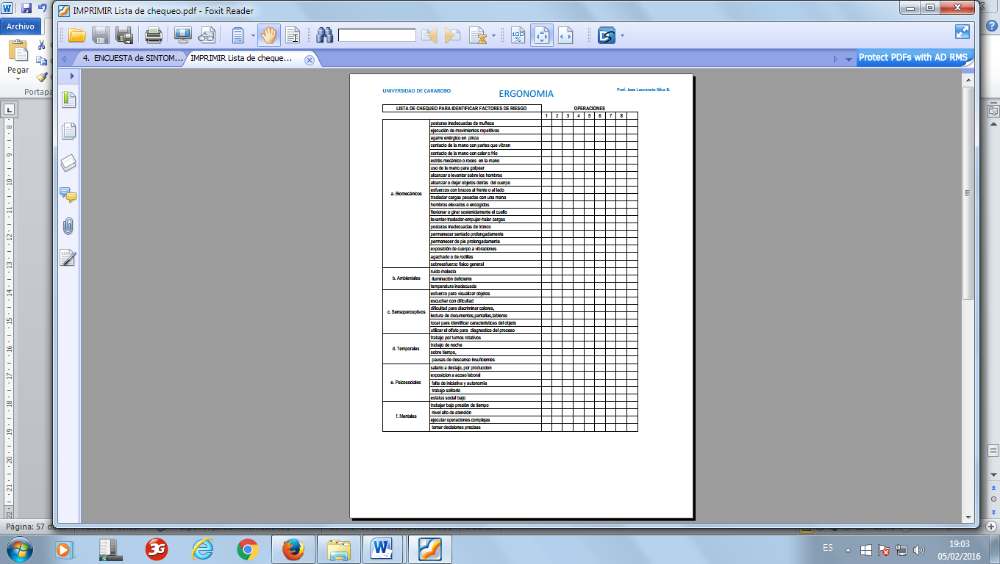 IMPRIMIR Lista de chequeo.pdf - Foxit Reader
Archivo
Pegar
Portapa
4. ENCUESTA de SINTOM...
IMPRIMIR Lista de cheque...
Protect PDFs with AD RMS
UNIVERSIDAD DE CARABOBO
ERGONOMIA
Prof. Jose Laurencio Silva B.
LISTA DE CHEQUEO PARA IDENTIFICAR FACTORES DE RIESGO
OPERACIONES
1 2 3 4 5 6 7 8
a. Biomecánicos
posturas inadecuadas de muñeca
ejecución de movimientos repetitivos
agarre enérgico en pinza
contacto de la mano con partes que vibran
contacto de la mano con calor o frío
estrés mecánico o roces en la mano
uso de la mano para golpear
alcanzar o levantar sobre los hombros
alcanzar o dejar objetos detrás del cuerpo
esfuerzos con brazos al frente o al lado
trasladar cargas pesadas con una mano
hombros elevados o encogidos
flexionar o girar sostenidamente el cuello
levantar-trasladar-empujar-halar cargas
posturas inadecuadas de tronco
permanecer sentado prolongadamente
permanecer de pie prolongadamente
exposición de cuerpo a vibraciones
agachado o de rodillas
sobreesfuerzo físico general
b. Ambientales
ruido molesto
iluminación deficiente
temperatura inadecuada
c. Sensoperceptivos
esfuerzo para visualizar objetos
escuchar con dificultad
dificultad para discriminar colores,
lectura de documentos,pantallas,tableros
tocar para identificar características del objeto
utilizar el olfato para diagnostico del proceso
d. Temporales
trabajo por turnos rotativos
trabajo de noche
sobre tiempo,
pausas de descanso insuficientes
e. Psicosociales
salario a destajo, por produccion
exposicion a acoso laboral
falta de iniciativa y autonomía
trabajo solitario
estatus social bajo
f. Mentales
trabajar bajo presión de tiempo
nivel alto de atención
ejecutar operaciones complejas
tomar decisiones precisas
Página: 57 de
ES
19:03
05/02/2016